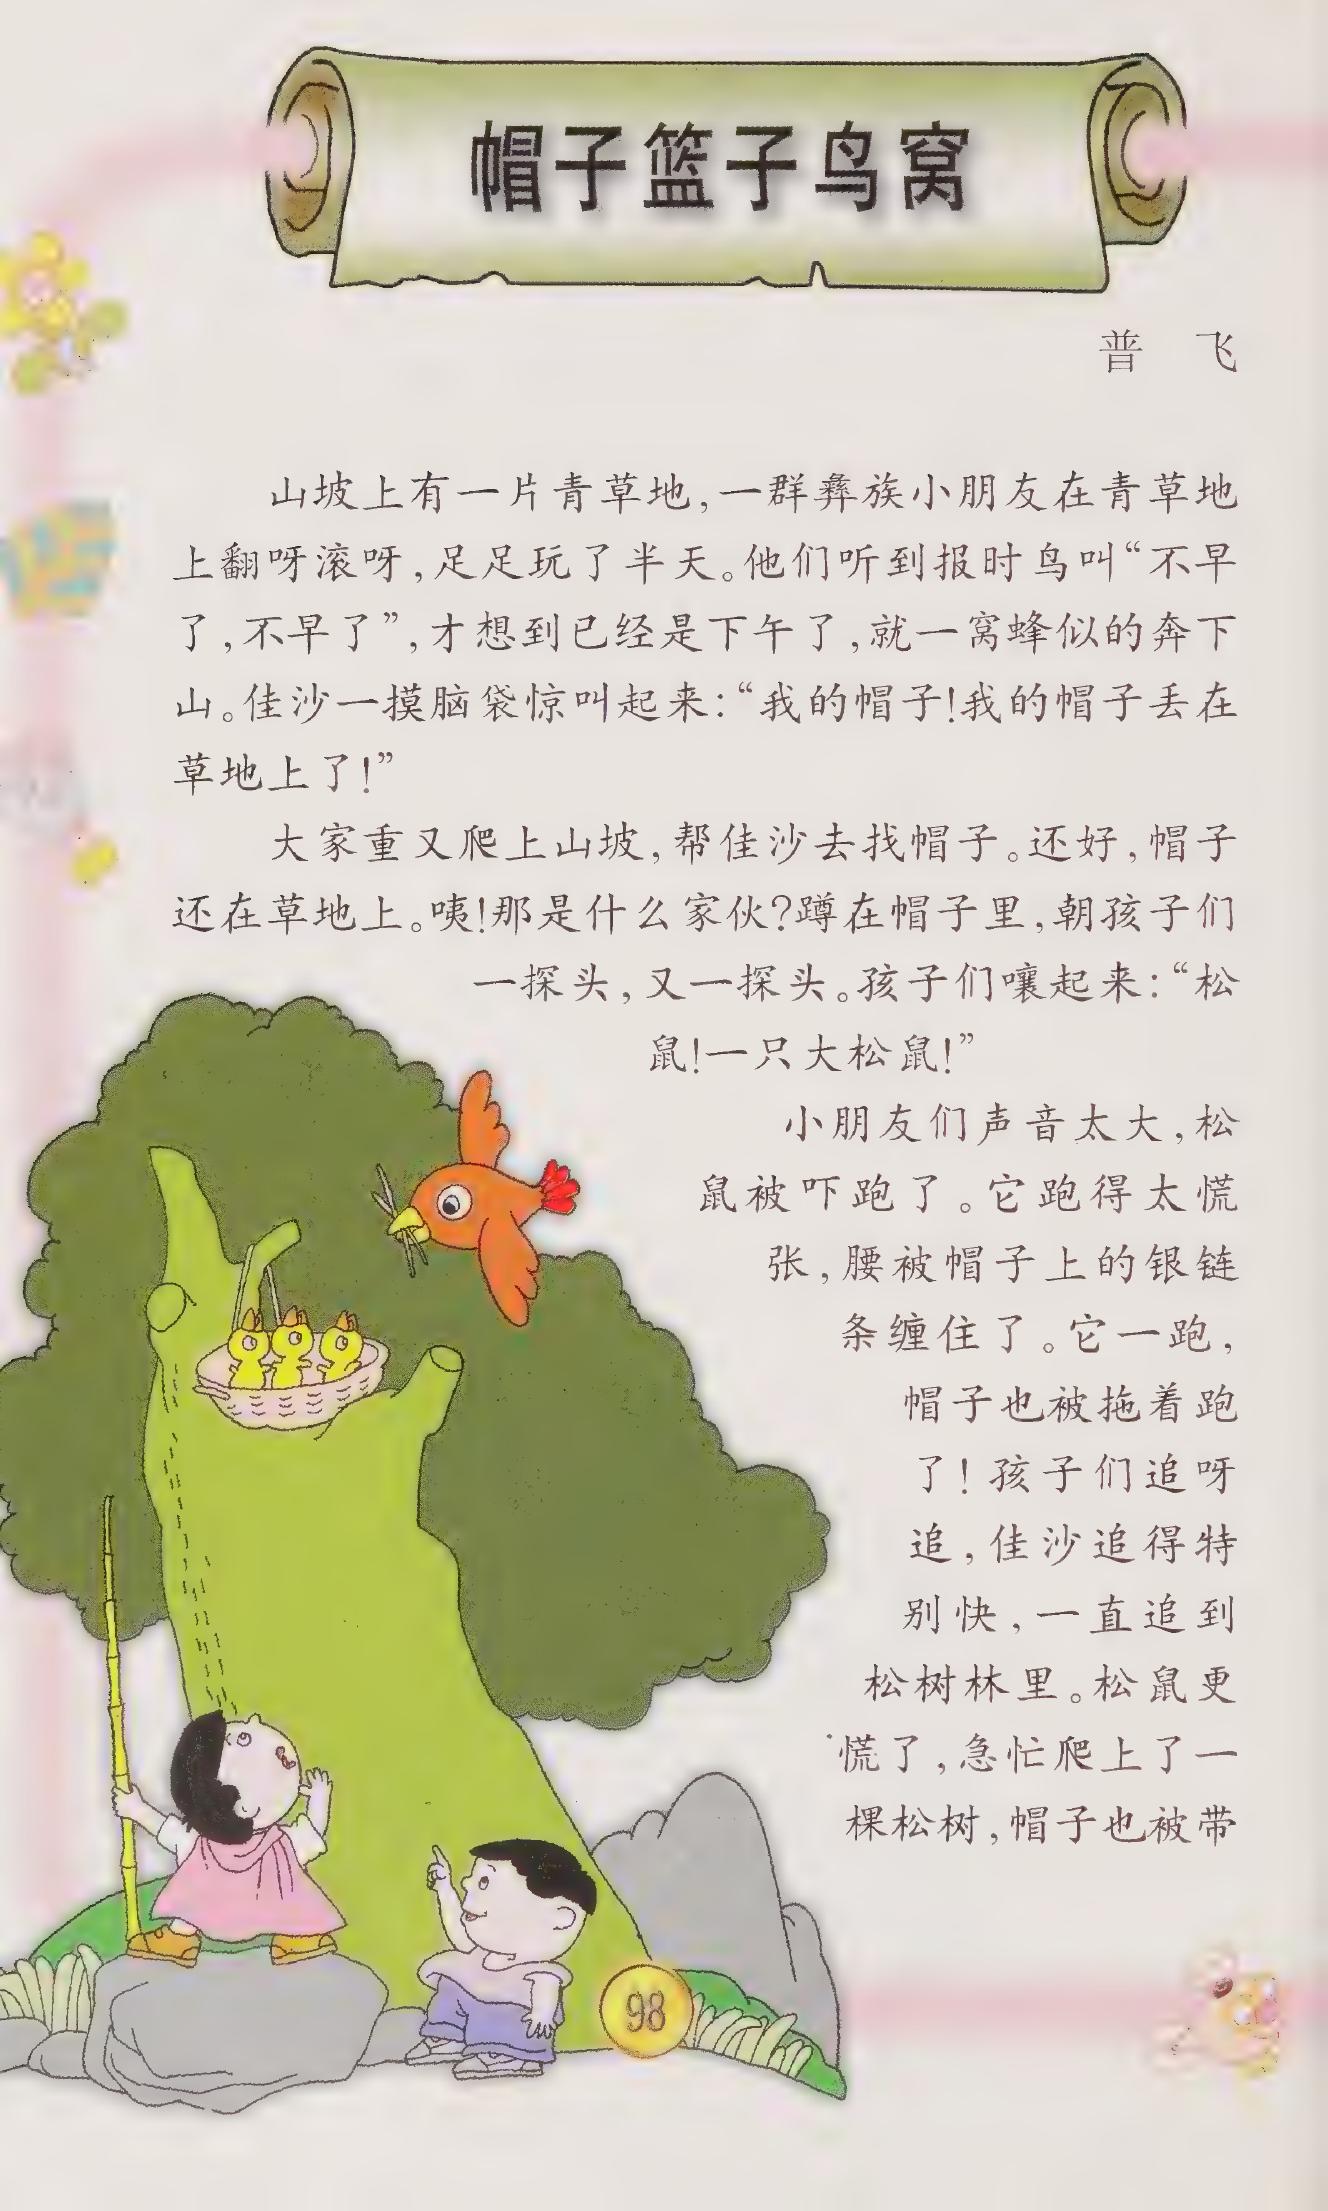 帽子篮子鸟窝
普 飞
山坡上有一片青草地，一群彝族小朋友在青草地
上翻呀滚呀，足足玩了半天。他们听到报时鸟叫“不早
了，不早了”，才想到已经是下午了，就一窝蜂似的奔下
山。佳沙一摸脑袋惊叫起来：“我的帽子！我的帽子丢在
草地上了！”
大家重又爬上山坡，帮佳沙去找帽子。还好，帽子
还在草地上。咦！那是什么家伙？蹲在帽子里，朝孩子们
一探头，又一探头。孩子们嚷起来：“松
鼠！一只大松鼠！”
小朋友们声音太大，松
鼠被吓跑了。它跑得太慌
张，腰被帽子上的银链
条缠住了。它一跑，
帽子也被拖着跑
了！孩子们追呀
追，佳沙追得特
别快，一直追到
松树林里。松鼠更
慌了，急忙爬上了一
棵松树，帽子也被带
98